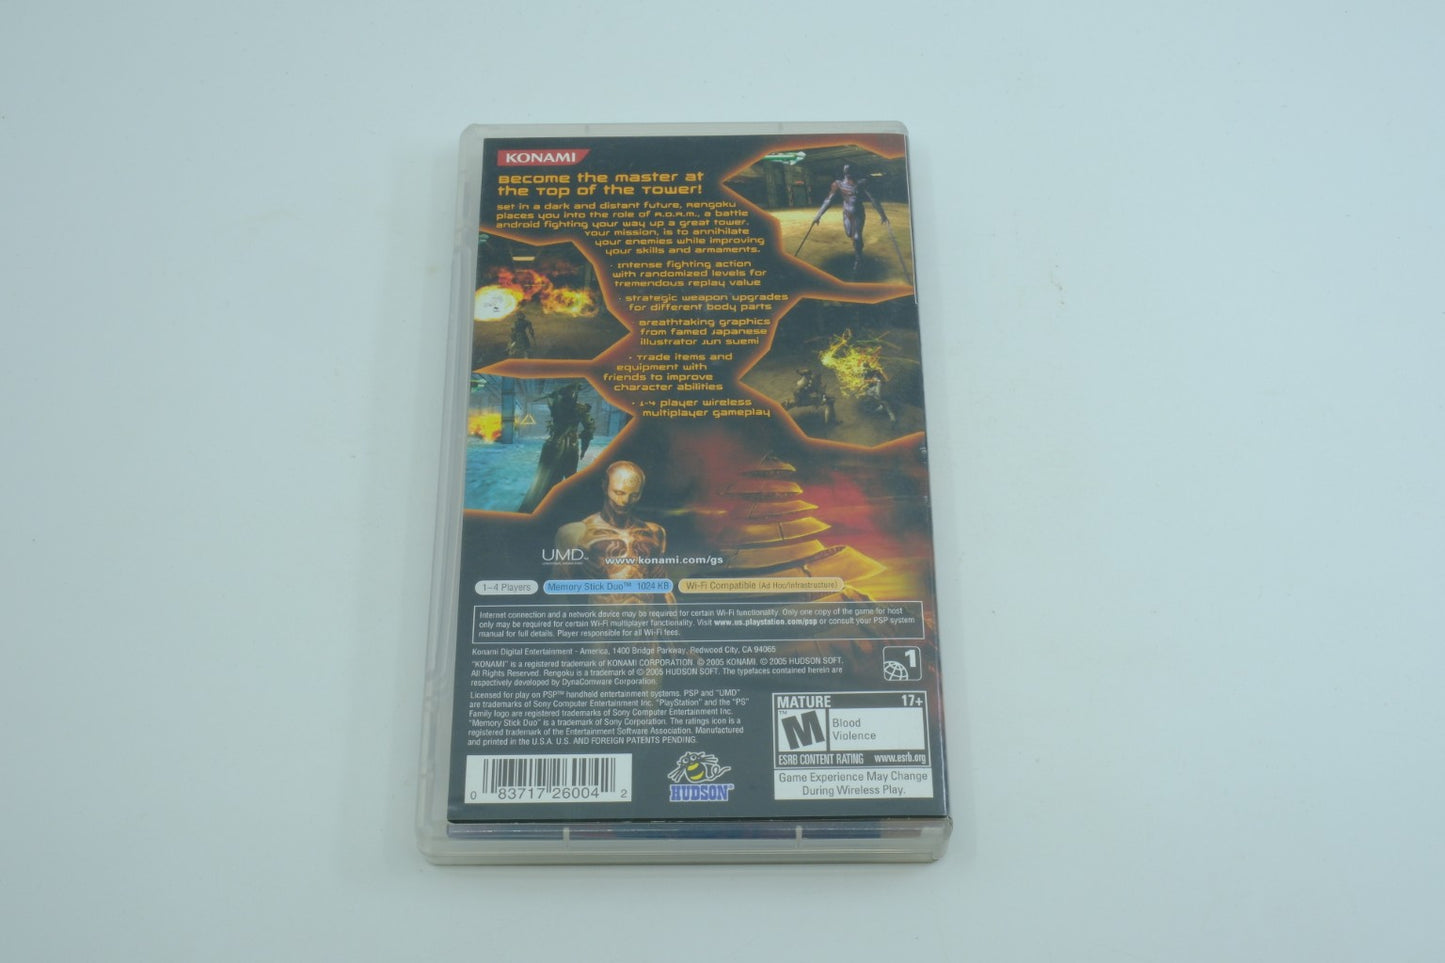 KONAMI
Become the master at
the top of the tower!
Set in a dark and distant future, Rengoku
places you into the role of A.D.A.M., a battle
android fighting your way up a great tower.
Your mission, is to annihilate
your enemies while improving
your skills and armaments.
· Intense fighting action
with randomized levels for
tremendous replay value
· Strategic weapon upgrades
for different body parts
· Breathtaking graphics
from famed Japanese
illustrator Jun Suemi
· Trade items and
equipment with
friends to improve
character abilities
· 1-4 player wireless
multiplayer gameplay
UMD™
www.konami.com/gs
1–4 Players
Memory Stick Duo™ 1024 KB
Wi-Fi Compatible (Ad Hoc/Infrastructure)
Internet connection and a network device may be required for certain Wi-Fi functionality. Only one copy of the game for host
only may be required for certain Wi-Fi multiplayer functionality. Visit www.us.playstation.com/psp or consult your PSP system
manual for full details. Player responsible for all Wi-Fi fees.
Konami Digital Entertainment - America, 1400 Bridge Parkway, Redwood City, CA 94065
"KONAMI" is a registered trademark of KONAMI CORPORATION. © 2005 KONAMI. © 2005 HUDSON SOFT.
All Rights Reserved. Rengoku is a trademark of © 2005 HUDSON SOFT. The typefaces contained herein are
respectively developed by DynaComware Corporation.
1
Licensed for play on PSP™ handheld entertainment systems. PSP and "UMD"
are trademarks of Sony Computer Entertainment Inc. "PlayStation" and the "PS"
Family logo are registered trademarks of Sony Computer Entertainment Inc.
"Memory Stick Duo" is a trademark of Sony Corporation. The ratings icon is a
registered trademark of the Entertainment Software Association. Manufactured
and printed in the U.S.A. U.S. AND FOREIGN PATENTS PENDING.
MATURE 17+
M
Blood
Violence
ESRB CONTENT RATING www.esrb.org
Game Experience May Change
During Wireless Play.
0 83717 26004 2
HUDSON